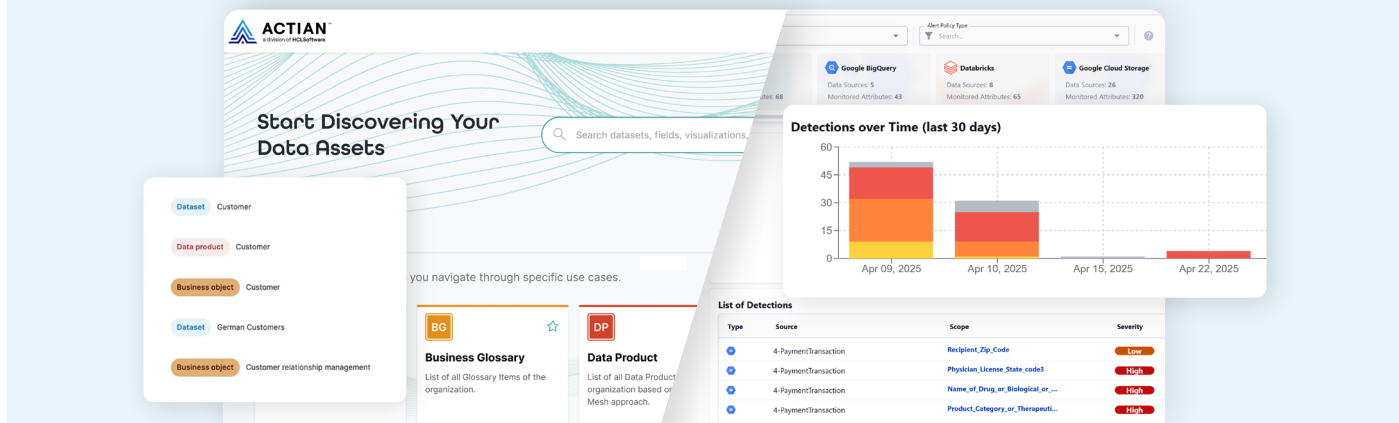 ACTIAN™
a division of HCLSoftware
Start Discovering Your
Data Assets
Search datasets, fields, visualizations,
Dataset Customer
Data product Customer
Business object Customer
Dataset German Customers
Business object Customer relationship management
you navigate through specific use cases.
BG
Business Glossary
List of all Glossary Items of the
organization.
DP
Data Product
List of all Data Product
organization based on
Mesh approach.
Alert Policy Type
Search...
68
Google BigQuery
Data Sources: 5
Monitored Attributes: 43
Databricks
Data Sources: 8
Monitored Attributes: 65
Google Cloud Storage
Data Sources: 26
Monitored Attributes: 320
Detections over Time (last 30 days)
60
45
30
15
0
Apr 09, 2025 Apr 10, 2025 Apr 15, 2025 Apr 22, 2025
List of Detections
Type Source Scope Severity
4-PaymentTransaction Recipient_Zip_Code Low
4-PaymentTransaction Physician_License_State_code3 High
4-PaymentTransaction Name_of_Drug_or_Biological_or_... High
4-PaymentTransaction Product_Category_or_Therapeuti... High